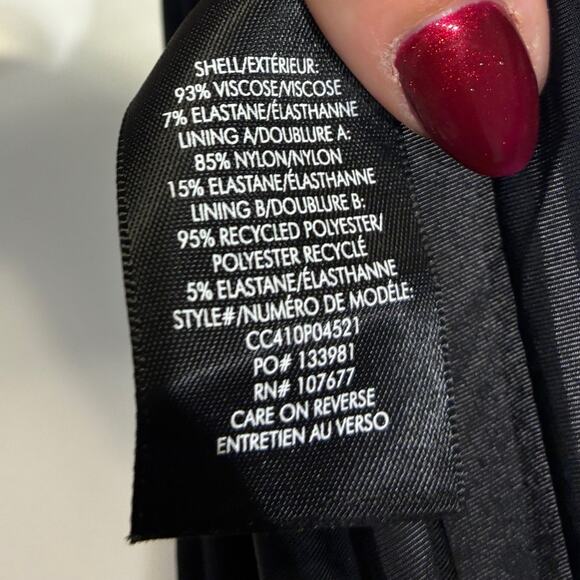 SHELL/EXTÉRIEUR:
93% VISCOSE/VISCOSE
7% ELASTANE/ÉLASTHANNE
LINING A/DOUBLURE A:
85% NYLON/NYLON
15% ELASTANE/ÉLASTHANNE
LINING B/DOUBLURE B:
95% RECYCLED POLYESTER/
POLYESTER RECYCLÉ
5% ELASTANE/ÉLASTHANNE
STYLE#/NUMÉRO DE MODÈLE:
CC410P04521
PO# 133981
RN# 107677
CARE ON REVERSE
ENTRETIEN AU VERSO